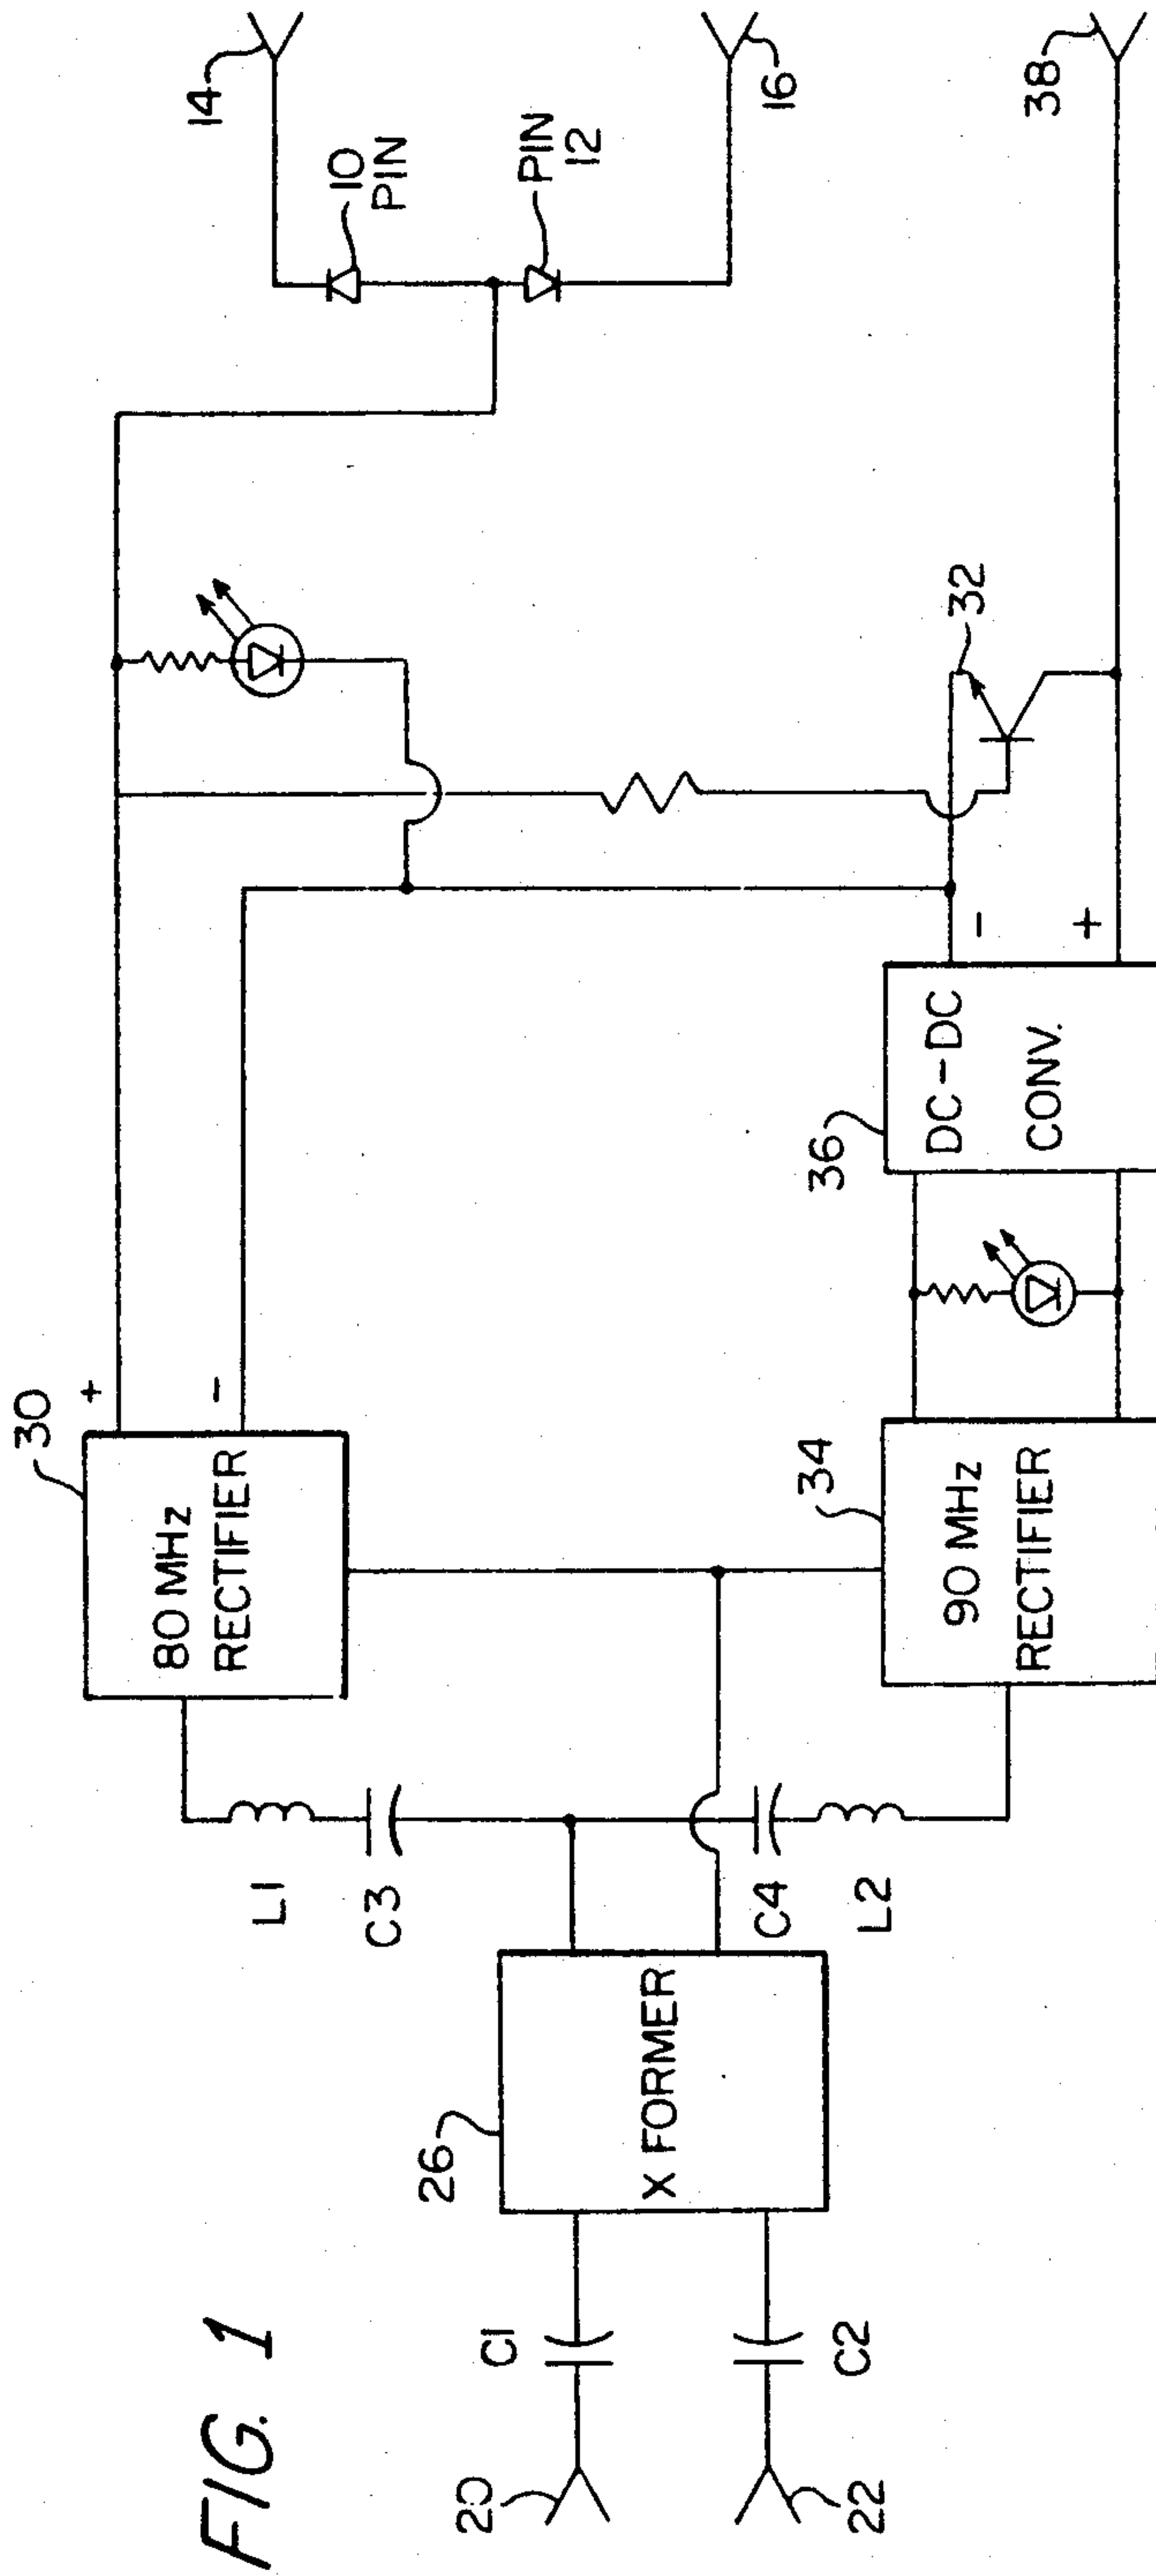 FIG. 1
20
22
C1
C2
26
X FORMER
L1
C3
C4
L2
30
80 MHz
RECTIFIER
+
-
34
90 MHz
RECTIFIER
36
DC-DC
CONV.
-
+
32
10
PIN
PIN
12
14
16
38